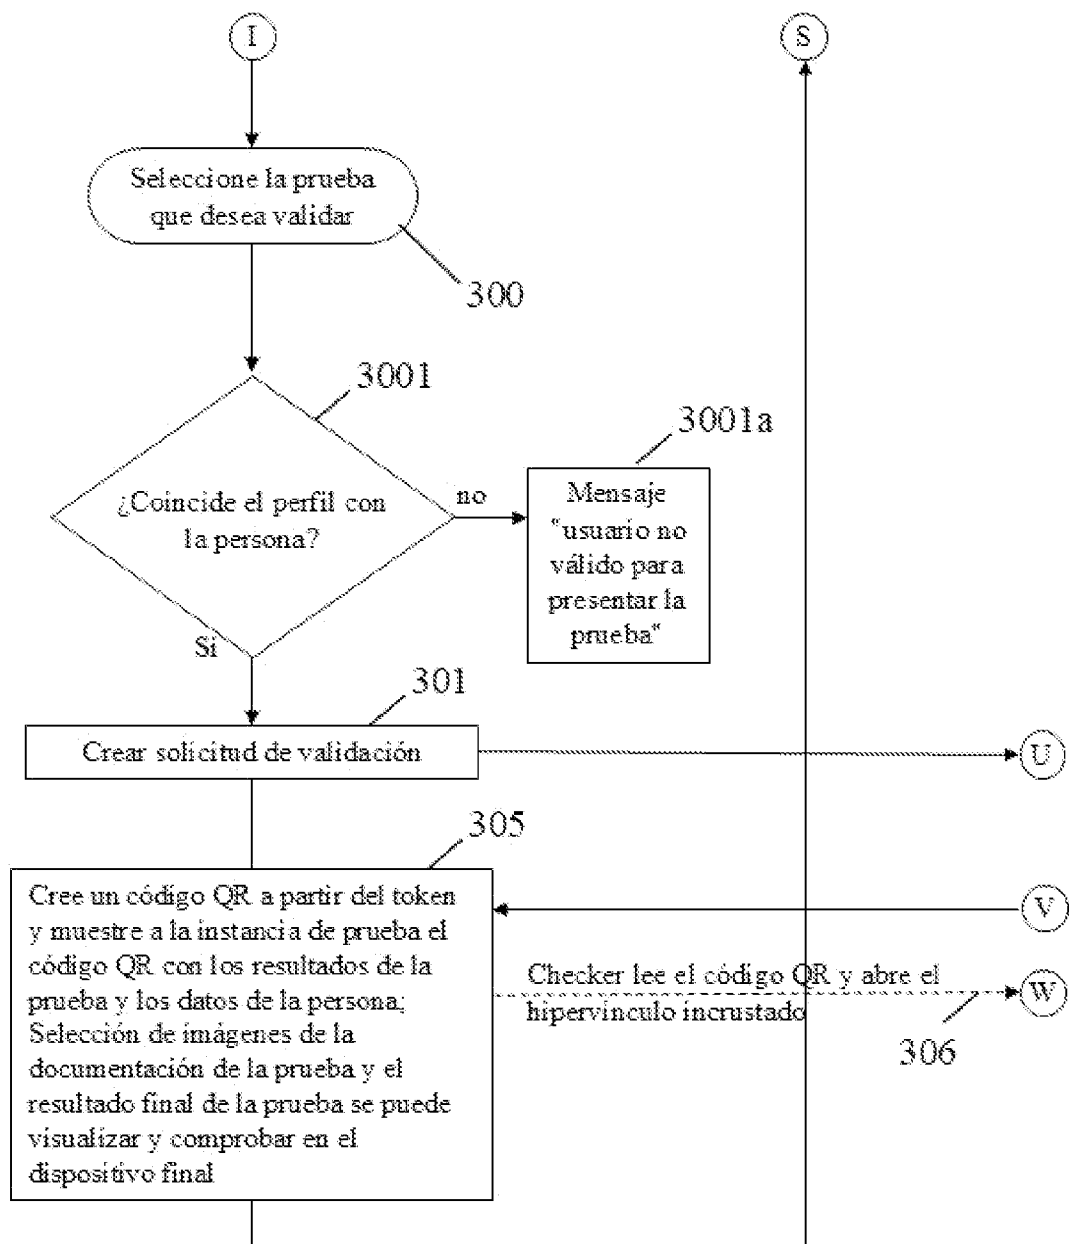 I
S
Seleccione la prueba
que desea validar
300
3001
¿Coincide el perfil con
la persona?
no
3001a
Mensaje
"usuario no
válido para
presentar la
prueba"
Si
301
Crear solicitud de validación
U
305
Cree un código QR a partir del token
y muestre a la instancia de prueba el
código QR con los resultados de la
prueba y los datos de la persona;
Selección de imágenes de la
documentación de la prueba y el
resultado final de la prueba se puede
visualizar y comprobar en el
dispositivo final
V
Checker lee el código QR y abre el
hipervínculo incrustado
W
306